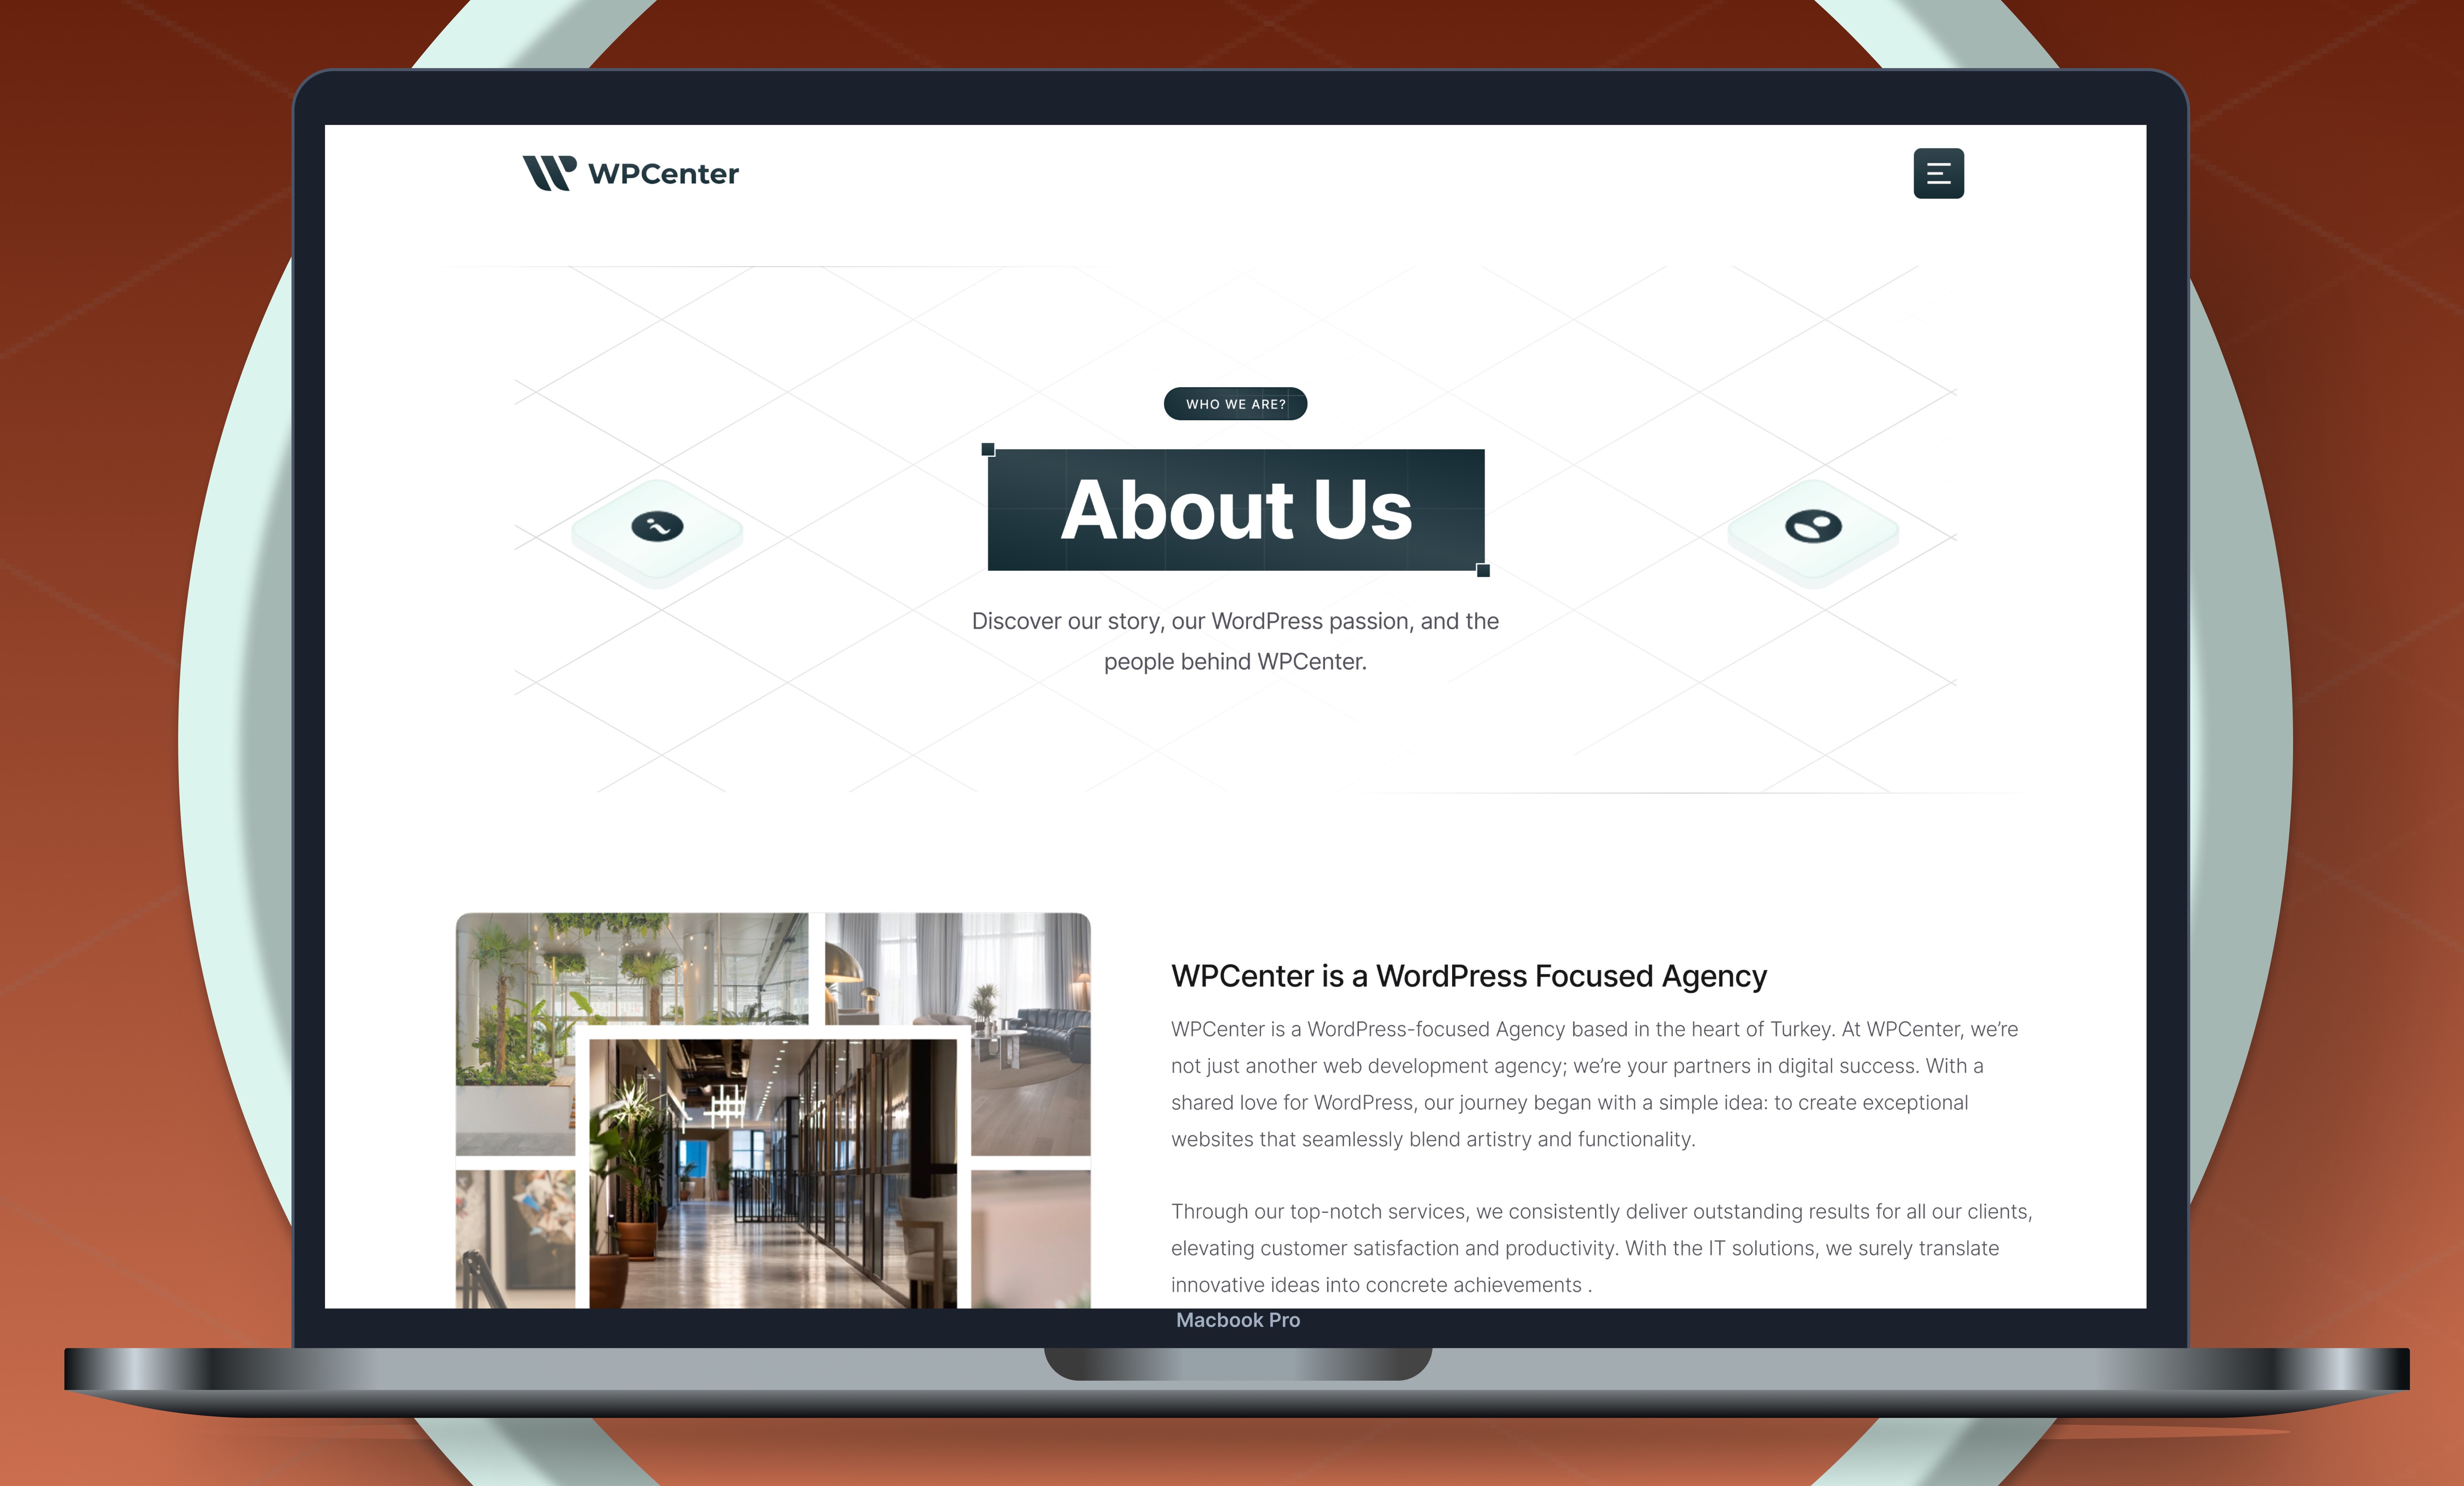 WPCenter
WHO WE ARE?
About Us
Discover our story, our WordPress passion, and the
people behind WPCenter.
WPCenter is a WordPress Focused Agency
WPCenter is a WordPress-focused Agency based in the heart of Turkey. At WPCenter, we’re
not just another web development agency; we’re your partners in digital success. With a
shared love for WordPress, our journey began with a simple idea: to create exceptional
websites that seamlessly blend artistry and functionality.
Through our top-notch services, we consistently deliver outstanding results for all our clients,
elevating customer satisfaction and productivity. With the IT solutions, we surely translate
innovative ideas into concrete achievements .
Macbook Pro